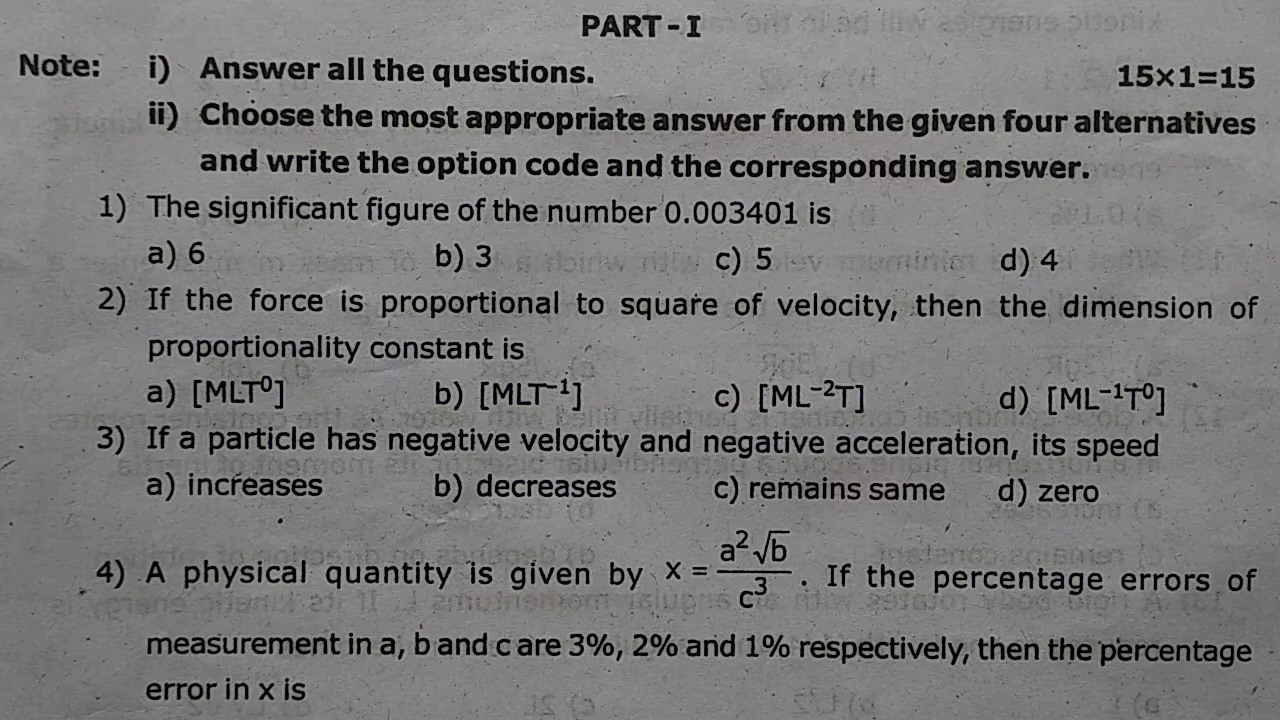 PART - I
Note: i) Answer all the questions. 15×1=15
ii) Choose the most appropriate answer from the given four alternatives
and write the option code and the corresponding answer.
1) The significant figure of the number 0.003401 is
a) 6 b) 3 c) 5 d) 4
2) If the force is proportional to square of velocity, then the dimension of
proportionality constant is
a) [MLT⁰] b) [MLT⁻¹] c) [ML⁻²T] d) [ML⁻¹T⁰]
3) If a particle has negative velocity and negative acceleration, its speed
a) increases b) decreases c) remains same d) zero
4) A physical quantity is given by x = a²√b / c³ . If the percentage errors of
measurement in a, b and c are 3%, 2% and 1% respectively, then the percentage
error in x is